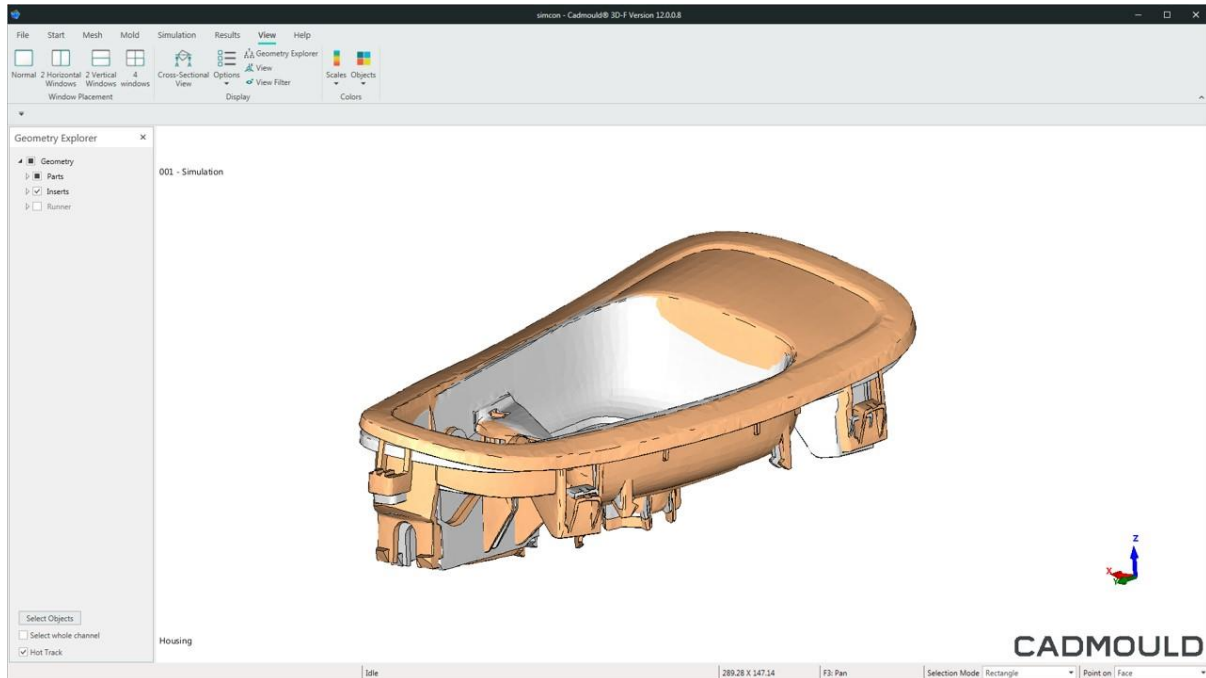 simcon - Cadmould® 3D-F Version 12.0.0.8
File Start Mesh Mold Simulation Results View Help
Normal
2 Horizontal Windows
2 Vertical Windows
4 windows
Window Placement
Cross-Sectional View
Options
Geometry Explorer
View
View Filter
Display
Scales
Objects
Colors
Geometry Explorer
Geometry
Parts
Inserts
Runner
001 - Simulation
Z
X
Y
Select Objects
Select whole channel
Hot Track
Housing
CADMOULD
Idle 289.28 X 147.14 F3: Pan Selection Mode Rectangle Point on Face